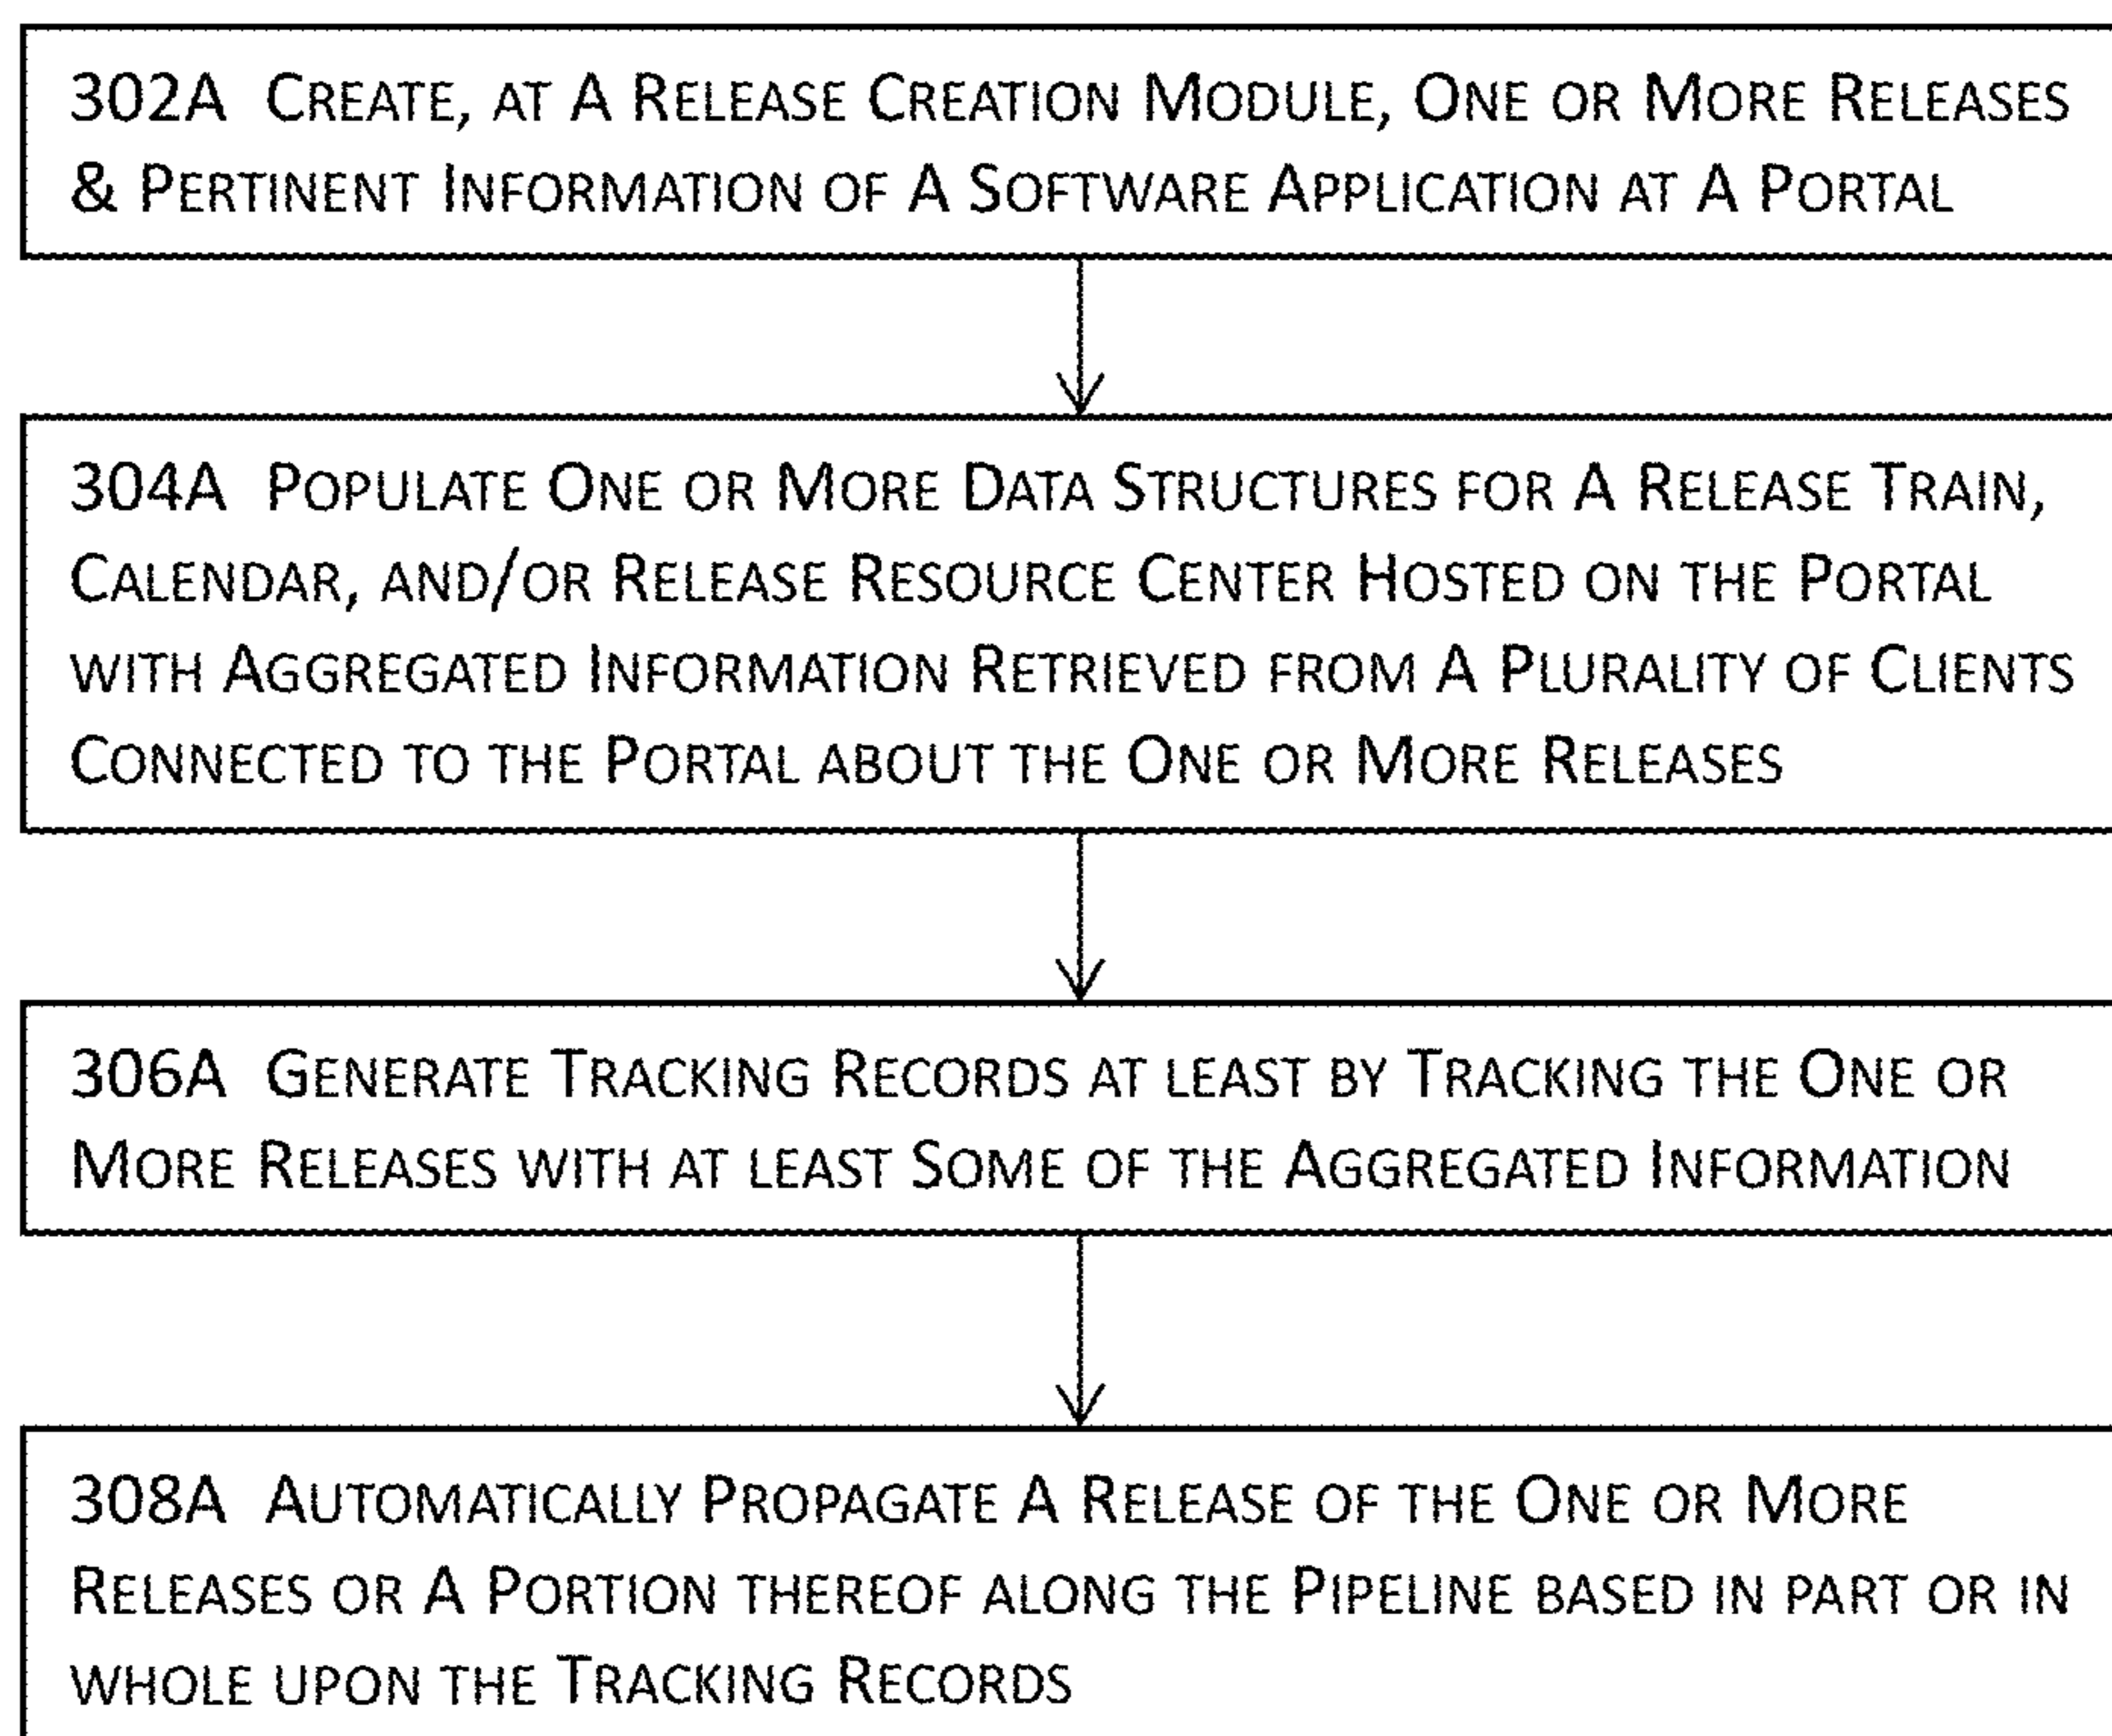 302A CREATE, AT A RELEASE CREATION MODULE, ONE OR MORE RELEASES
& PERTINENT INFORMATION OF A SOFTWARE APPLICATION AT A PORTAL
304A POPULATE ONE OR MORE DATA STRUCTURES FOR A RELEASE TRAIN,
CALENDAR, AND/OR RELEASE RESOURCE CENTER HOSTED ON THE PORTAL
WITH AGGREGATED INFORMATION RETRIEVED FROM A PLURALITY OF CLIENTS
CONNECTED TO THE PORTAL ABOUT THE ONE OR MORE RELEASES
306A GENERATE TRACKING RECORDS AT LEAST BY TRACKING THE ONE OR
MORE RELEASES WITH AT LEAST SOME OF THE AGGREGATED INFORMATION
308A AUTOMATICALLY PROPAGATE A RELEASE OF THE ONE OR MORE
RELEASES OR A PORTION THEREOF ALONG THE PIPELINE BASED IN PART OR IN
WHOLE UPON THE TRACKING RECORDS